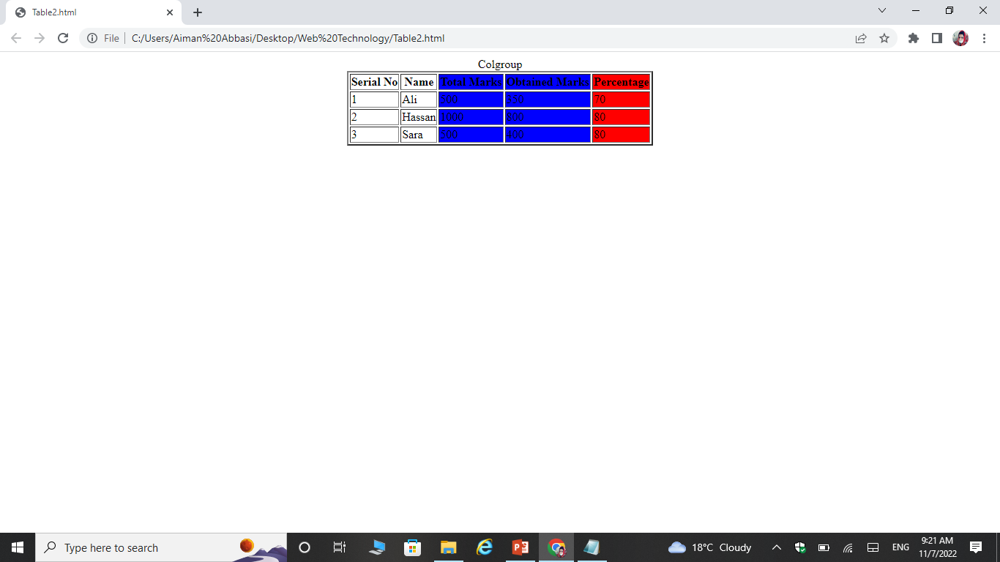 Table2.html
File C:/Users/Aiman%20Abbasi/Desktop/Web%20Technology/Table2.html
Colgroup
Serial No Name Total Marks Obtained Marks Percentage
1 Ali 500 350 70
2 Hassan 1000 800 80
3 Sara 500 400 80
Type here to search 18°C Cloudy ENG 9:21 AM
11/7/2022